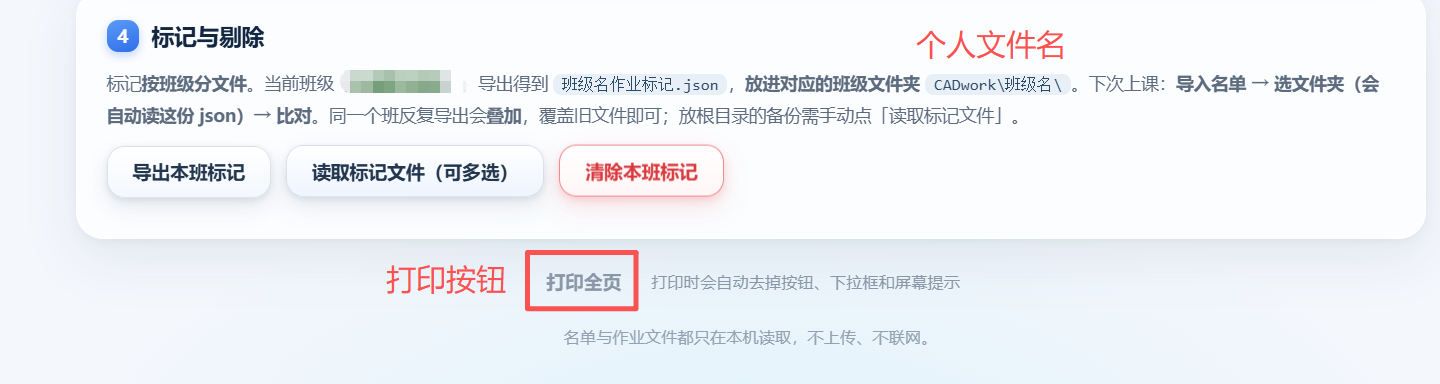 4 标记与剔除
个人文件名
标记按班级分文件。当前班级 导出得到 班级名作业标记.json，放进对应的班级文件夹 CADwork\班级名\。下次上课：导入名单 → 选文件夹（会
自动读这份 json）→ 比对。同一个班反复导出会叠加，覆盖旧文件即可；放根目录的备份需手动点「读取标记文件」。
导出本班标记 读取标记文件（可多选） 清除本班标记
打印按钮 打印全页 打印时会自动去掉按钮、下拉框和屏幕提示
名单与作业文件都只在本机读取，不上传、不联网。